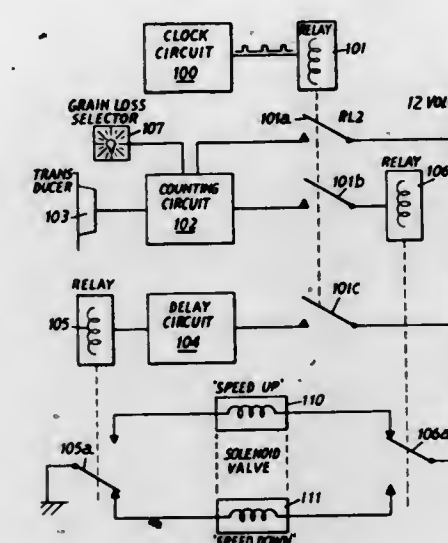 CLOCK
CIRCUIT
100
RELAY
101
GRAIN LOSS
SELECTOR
107
101a
RL2
12 VOL
TRANS
DUCER
103
COUNTING
CIRCUIT
102
101b
RELAY
106
RELAY
105
DELAY
CIRCUIT
104
101C
"SPEED UP"
110
105a
SOLENOID
VALVE
106a
111
"SPEED DOWN"